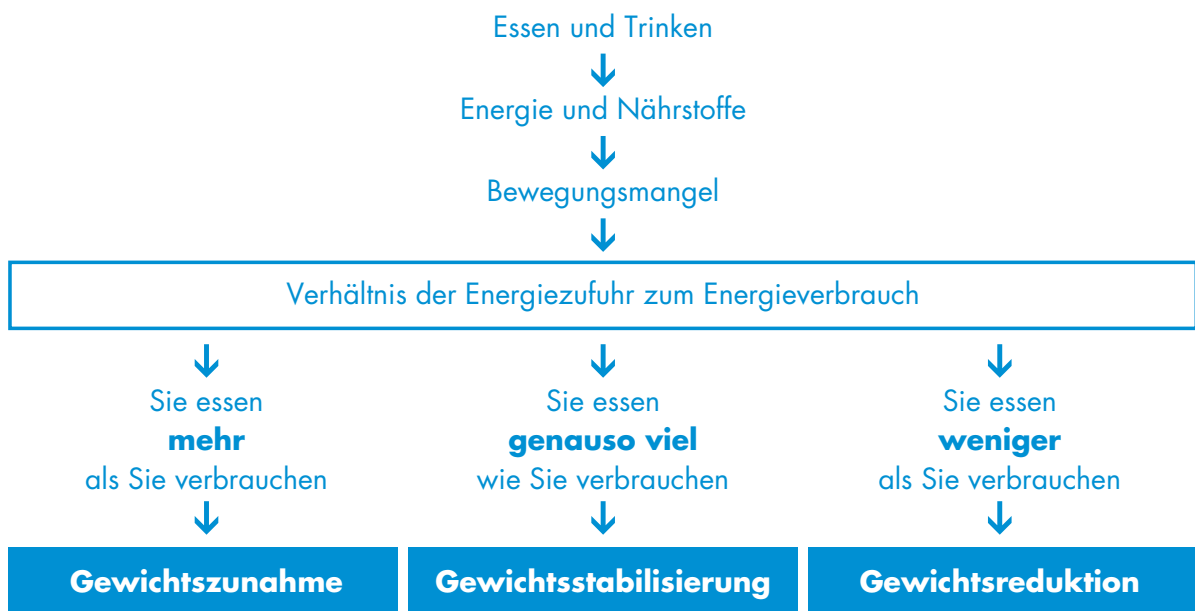 Essen und Trinken
Energie und Nährstoffe
Bewegungsmangel
Verhältnis der Energiezufuhr zum Energieverbrauch
Sie essen
mehr
als Sie verbrauchen
Sie essen
genauso viel
wie Sie verbrauchen
Sie essen
weniger
als Sie verbrauchen
Gewichtszunahme
Gewichtsstabilisierung
Gewichtsreduktion